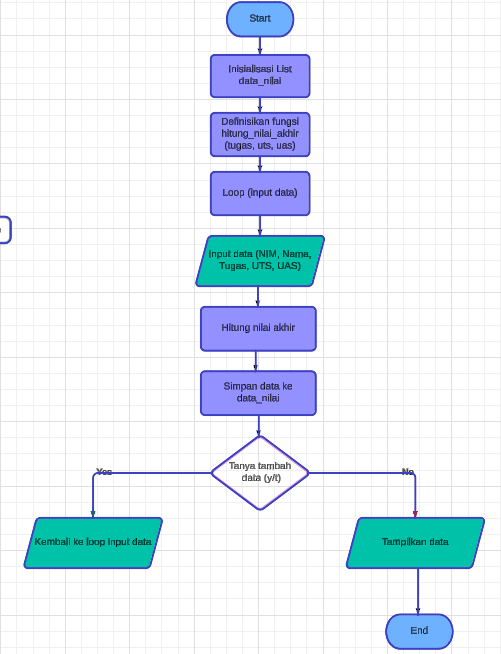 Start
Inisialisasi List
data_nilai
Definisikan fungsi
hitung_nilai_akhir
(tugas, uts, uas)
Loop (input data)
Input data (NIM, Nama,
Tugas, UTS, UAS)
Hitung nilai akhir
Simpan data ke
data_nilai
Tanya tambah
data (y/t)
Yes
No
Kembali ke loop input data
Tampilkan data
End